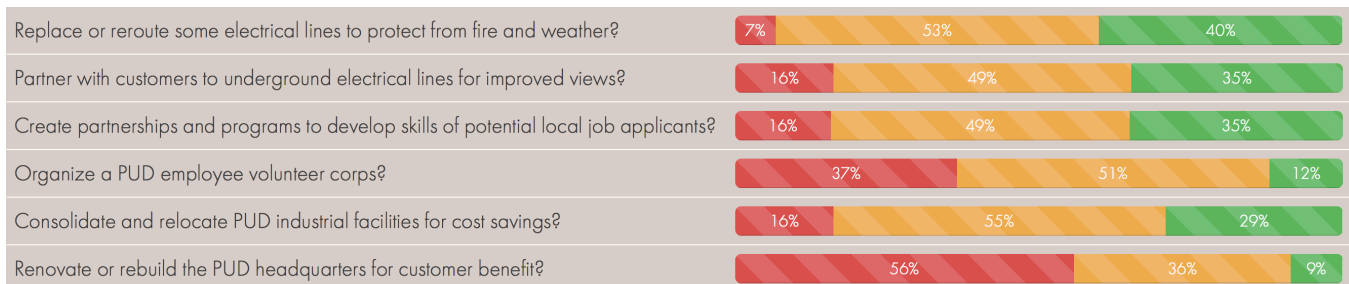 Replace or reroute some electrical lines to protect from fire and weather? 7% 53% 40%
Partner with customers to underground electrical lines for improved views? 16% 49% 35%
Create partnerships and programs to develop skills of potential local job applicants? 16% 49% 35%
Organize a PUD employee volunteer corps? 37% 51% 12%
Consolidate and relocate PUD industrial facilities for cost savings? 16% 55% 29%
Renovate or rebuild the PUD headquarters for customer benefit? 56% 36% 9%